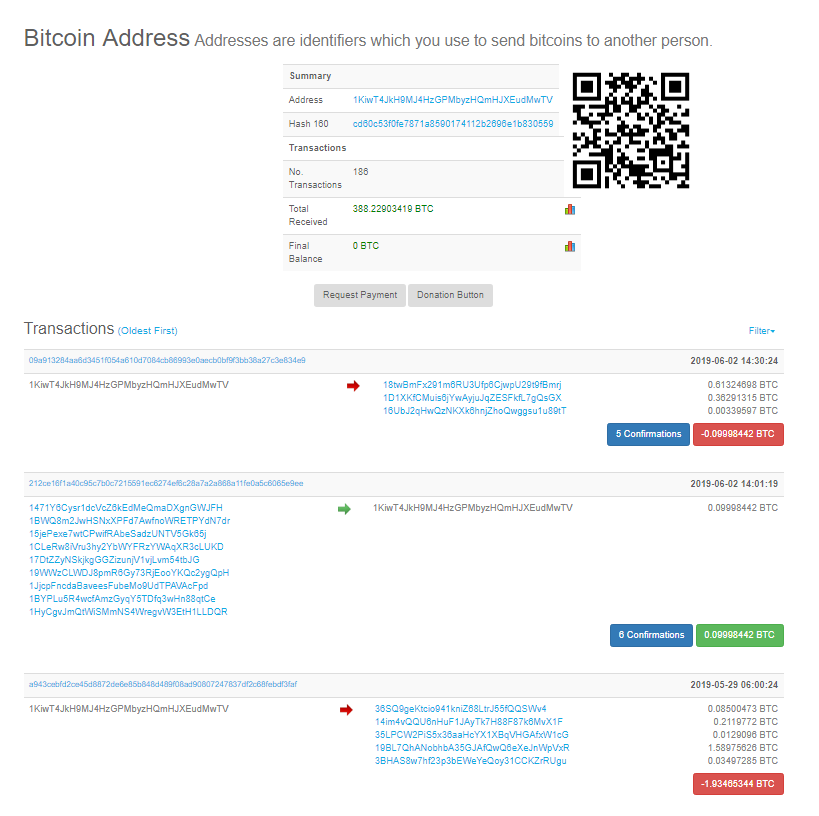 Bitcoin Address Addresses are identifiers which you use to send bitcoins to another person.
Summary
Address 1KiwT4JkH9MJ4HzGPMbyzHQmHJXEudMwTV
Hash 160 cd60c53f0fe7871a8590174112b2696e1b830559
Transactions
No. Transactions 186
Total Received 388.22903419 BTC
Final Balance 0 BTC
Request Payment Donation Button
Transactions (Oldest First) Filter
09a913284aa6d3451f054a610d7084cb86993e0aecb0bf9f3bb38a27c3e834e9 2019-06-02 14:30:24
1KiwT4JkH9MJ4HzGPMbyzHQmHJXEudMwTV 18twBmFx291m6RU3Ufp6CjwpU29t9fBmrj 0.61324698 BTC
1D1XKfCMuis6jYwAyjuJqZESFkfL7gQsGX 0.36291315 BTC
16UbJ2qHwQzNKXk6hnjZhoQwggsu1u89tT 0.00339597 BTC
5 Confirmations -0.09998442 BTC
212ce16f1a40c95c7b0c7215591ec6274ef6c28a7a2a868a11fe0a5c6065e9ee 2019-06-02 14:01:19
1471Y6Cysr1dcVcZ6kEdMeQmaDXgnGWJFH 1KiwT4JkH9MJ4HzGPMbyzHQmHJXEudMwTV 0.09998442 BTC
1BWQ8m2JwHSNxXPFd7AwfnoWRETPYdN7dr
15jePexe7wtCPwifRAbeSadzUNTV5Gk65j
1CLeRw8iVru3hy2YbWYFRzYWAqXR3cLUKD
17DtZZyNSkjkgGGZizunjV1vjLvm54tbJG
19WWzCLWDJ8pmR6Gy73RjEooYKQc2ygQpH
1JjcpFncdaBaveesFubeMo9UdTPAVAcFpd
1BYPLu5R4wcfAmzGyqY5TDfq3wHn88qtCe
1HyCgvJmQtWiSMmNS4WregvW3EtH1LLDQR
6 Confirmations 0.09998442 BTC
a943cebfd2ce45d8872de6e85b848d489f08ad90807247837df2c68febdf3faf 2019-05-29 06:00:24
1KiwT4JkH9MJ4HzGPMbyzHQmHJXEudMwTV 36SQ9geKtcio941kniZ68LtrJ55fQQSWv4 0.08500473 BTC
14im4vQQU6nHuF1JAyTk7H88F87k6MvX1F 0.2119772 BTC
35LPCW2PiS5x36aaHcYX1XBqVHGAfxW1cG 0.0129096 BTC
19BL7QhANobhbA35GJAfQwQ6eXeJnWpVxR 1.58975626 BTC
3BHAS8w7hf23p3bEWeYeQoy31CCKZrRUgu 0.03497285 BTC
-1.93465344 BTC